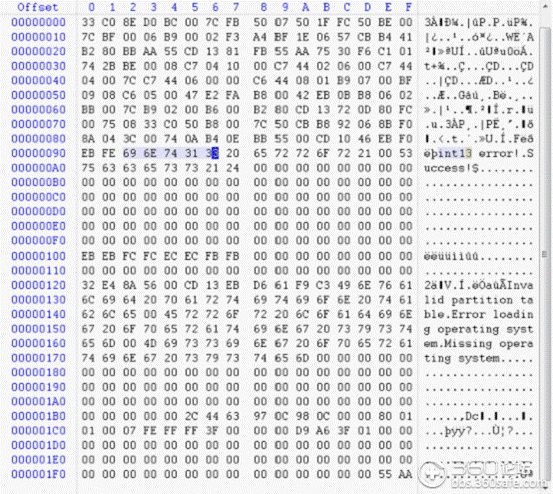 Offset 0 1 2 3 4 5 6 7 8 9 A B C D E F
00000000 33 C0 8E D0 BC 00 7C FB 50 07 50 1F FC 50 BE 00
00000010 7C BF 00 06 B9 00 02 F3 A4 BF 1E 06 57 CB B4 41
00000020 B2 80 BB AA 55 CD 13 81 FB 55 AA 75 30 F6 C1 01
00000030 74 2B BE 00 08 C7 04 10 00 C7 44 02 06 00 C7 44
00000040 04 00 7C C7 44 06 00 00 C6 44 08 01 B9 07 00 BF
00000050 09 08 C6 05 00 47 E2 FA B8 00 42 EB 0B B8 06 02
00000060 BB 00 7C B9 02 00 B6 00 B2 80 CD 13 72 0D 80 FC
00000070 00 75 08 33 C0 50 B8 00 7C 50 CB B8 92 06 8B F0
00000080 8A 04 3C 00 74 0A B4 0E BB 55 00 CD 10 46 EB F0
00000090 EB FE 69 6E 74 31 33 20 65 72 72 6F 72 21 00 53 ëþint13 error!.S
000000A0 75 63 63 65 73 73 21 24 00 00 00 00 00 00 00 00 uccess!$........
000000B0 00 00 00 00 00 00 00 00 00 00 00 00 00 00 00 00 ................
000000C0 00 00 00 00 00 00 00 00 00 00 00 00 00 00 00 00 ................
000000D0 00 00 00 00 00 00 00 00 00 00 00 00 00 00 00 00 ................
000000E0 00 00 00 00 00 00 00 00 00 00 00 00 00 00 00 00 ................
000000F0 00 00 00 00 00 00 00 00 00 00 00 00 00 00 00 00 ................
00000100 EB EB FC FC EC EC FB FB 00 00 00 00 00 00 00 00 ëëüüììûû........
00000110 00 00 00 00 00 00 00 00 00 00 00 00 00 00 00 00 ................
00000120 32 E4 8A 56 00 CD 13 EB D6 61 F9 C3 49 6E 76 61 2ä|V.Í.ëÖaùÃInva
00000130 6C 69 64 20 70 61 72 74 69 74 69 6F 6E 20 74 61 lid partition ta
00000140 62 6C 65 00 45 72 72 6F 72 20 6C 6F 61 64 69 6E ble.Error loadin
00000150 67 20 6F 70 65 72 61 74 69 6E 67 20 73 79 73 74 g operating syst
00000160 65 6D 00 4D 69 73 73 69 6E 67 20 6F 70 65 72 61 em.Missing opera
00000170 74 69 6E 67 20 73 79 73 74 65 6D 00 00 00 00 00 ting system.....
00000180 00 00 00 00 00 00 00 00 00 00 00 00 00 00 00 00 ................
00000190 00 00 00 00 00 00 00 00 00 00 00 00 00 00 00 00 ................
000001A0 00 00 00 00 00 00 00 00 00 00 00 00 00 00 00 00 ................
000001B0 00 00 00 00 00 2C 44 63 97 0C 98 0C 00 00 80 01
000001C0 01 00 07 FE FF FF 3F 00 00 00 D9 A6 3F 01 00 00 ...þÿÿ?...Ù¦?...
000001D0 00 00 00 00 00 00 00 00 00 00 00 00 00 00 00 00 ................
000001E0 00 00 00 00 00 00 00 00 00 00 00 00 00 00 00 00 ................
000001F0 00 00 00 00 00 00 00 00 00 00 00 00 00 00 55 AA
360论坛
bbs.360safe.com